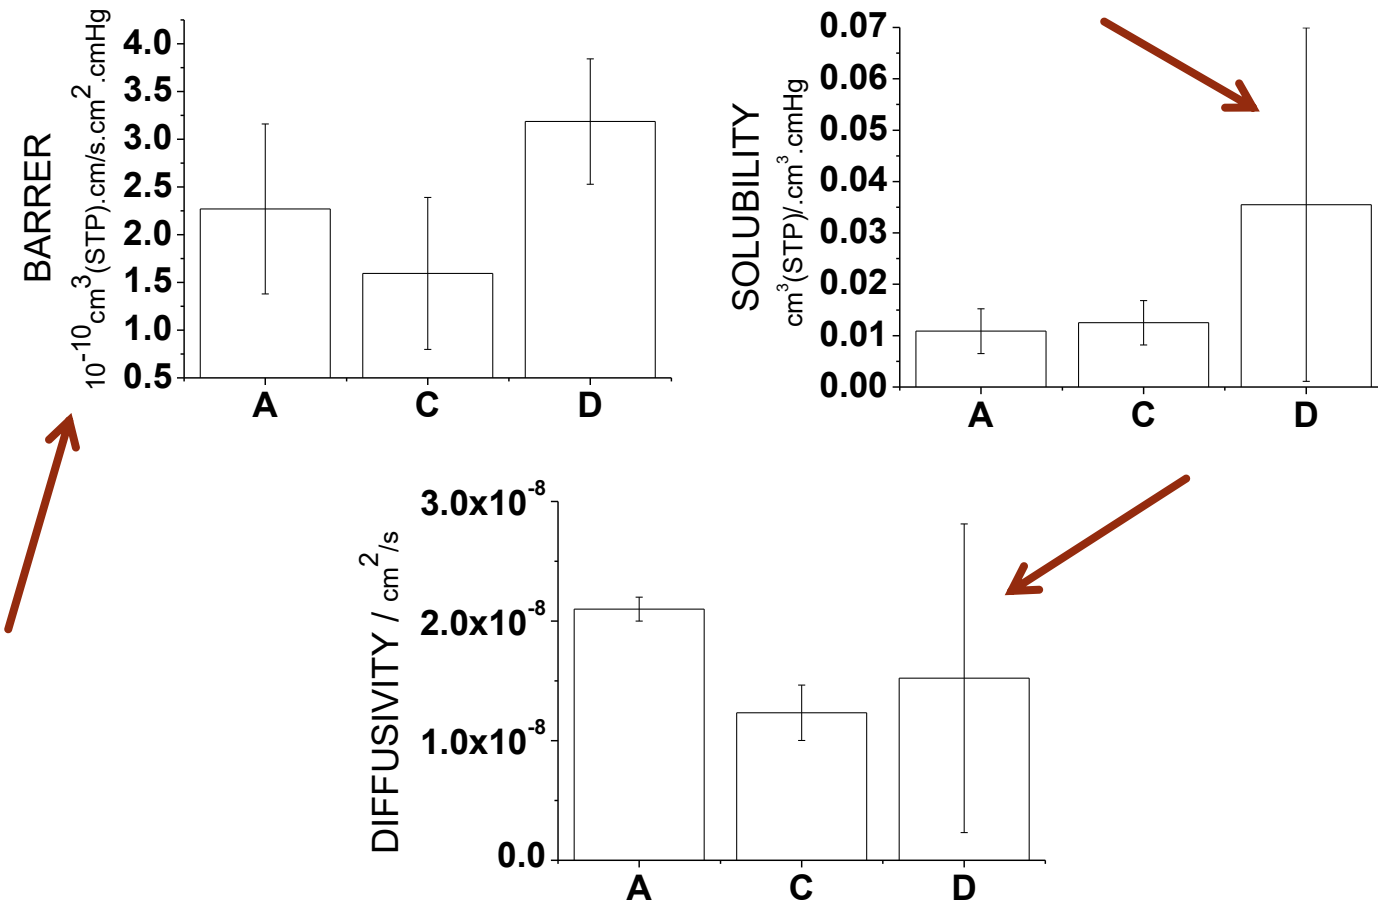 BARRER
10⁻¹⁰cm³(STP).cm/s.cm².cmHg
4.0
3.5
3.0
2.5
2.0
1.5
1.0
0.5
A C D
SOLUBILITY
cm³(STP)/.cm³.cmHg
0.07
0.06
0.05
0.04
0.03
0.02
0.01
0.00
A C D
DIFFUSIVITY / cm²/s
3.0x10⁻⁸
2.0x10⁻⁸
1.0x10⁻⁸
0.0
A C D